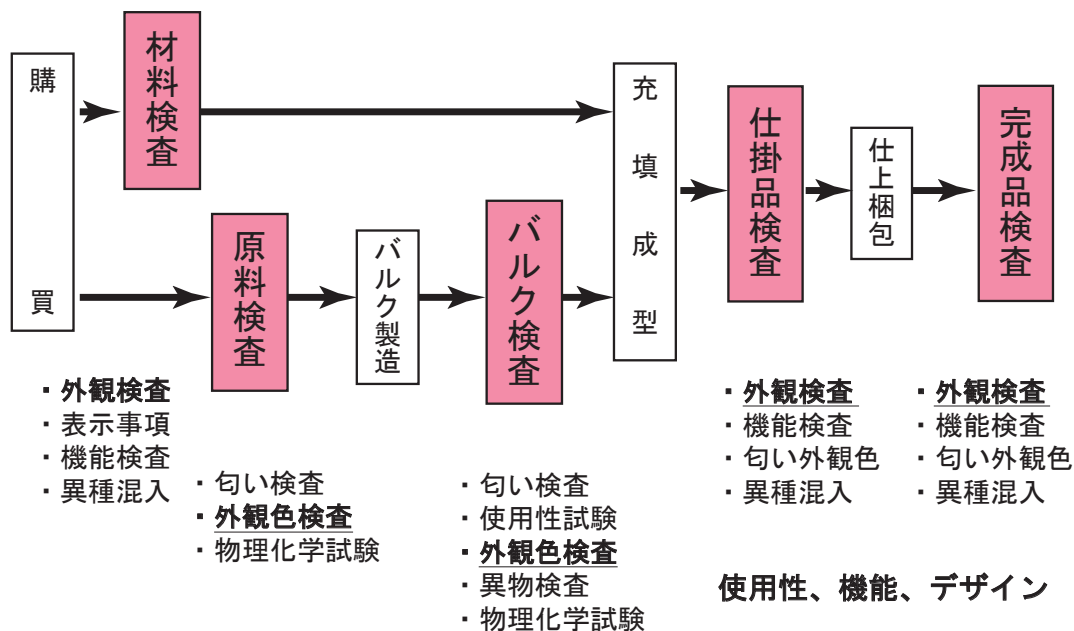 購買
材料検査
原料検査
バルク製造
バルク検査
充填成型
仕掛品検査
仕上梱包
完成品検査
・外観検査
・表示事項
・機能検査
・異種混入
・匂い検査
・外観色検査
・物理化学試験
・匂い検査
・使用性試験
・外観色検査
・異物検査
・物理化学試験
・外観検査
・機能検査
・匂い外観色
・異種混入
・外観検査
・機能検査
・匂い外観色
・異種混入
使用性、機能、デザイン